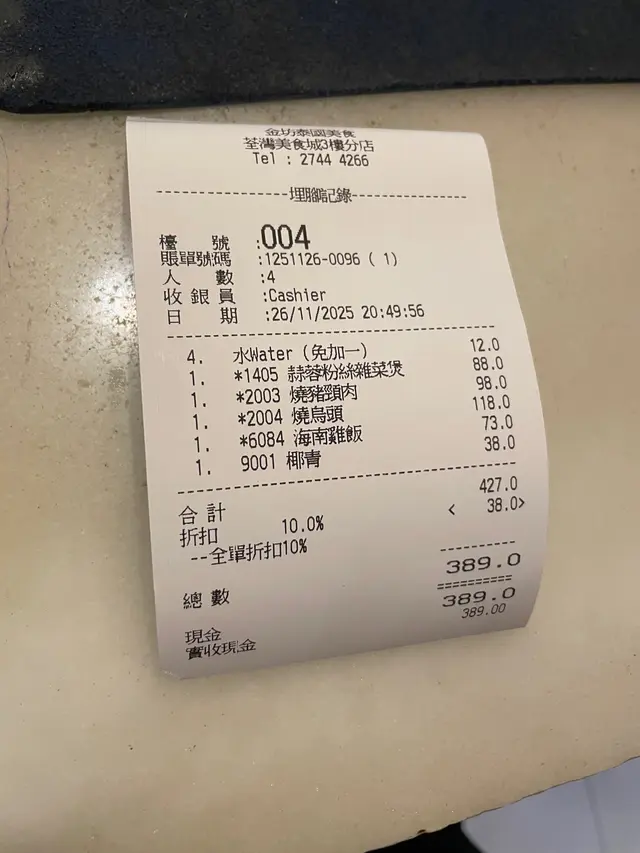 金坊泰國美食
荃灣美食城3樓分店
Tel : 2744 4266
----------------埋腳記錄----------------
檯 號 :004
賬單號碼 :1251126-0096 ( 1)
人 數 :4
收銀員 :Cashier
日 期 :26/11/2025 20:49:56
4. 水Water (免加一) 12.0
1. *1405 蒜蓉粉絲雜菜煲 88.0
1. *2003 燒豬頸肉 98.0
1. *2004 燒烏頭 118.0
1. *6084 海南雞飯 73.0
1. 9001 椰青 38.0
合計 427.0
折扣 10.0% < 38.0>
--全單折扣10%
389.0
總數 389.0
現金 389.00
實收現金